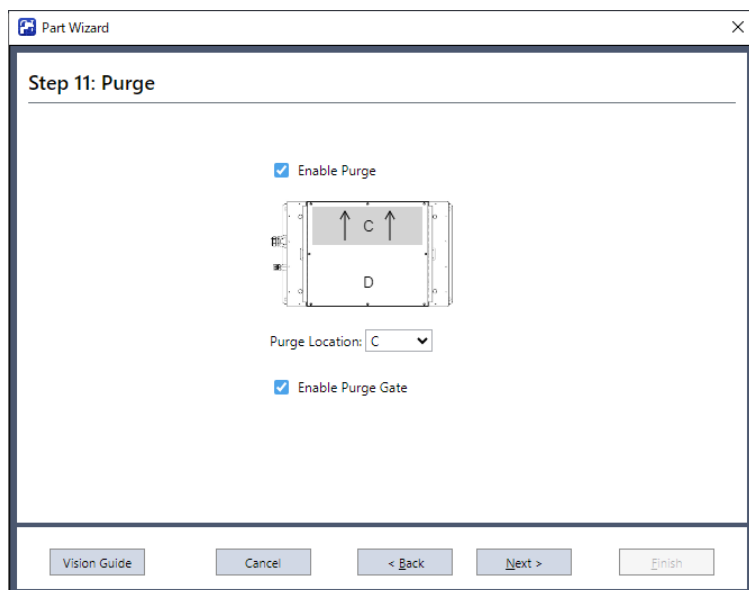 Part Wizard
Step 11: Purge
Enable Purge
C
D
Purge Location: C
Enable Purge Gate
Vision Guide Cancel < Back Next > Finish